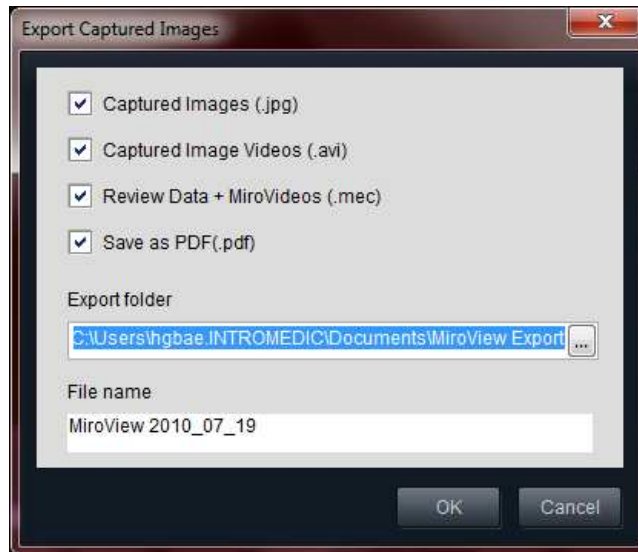 Export Captured Images
Captured Images (.jpg)
Captured Image Videos (.avi)
Review Data + MiroVideos (.mec)
Save as PDF(.pdf)
Export folder
C:\Users\hgbae.INTROMEDIC\Documents\MiroView Export
...
File name
MiroView 2010_07_19
OK
Cancel